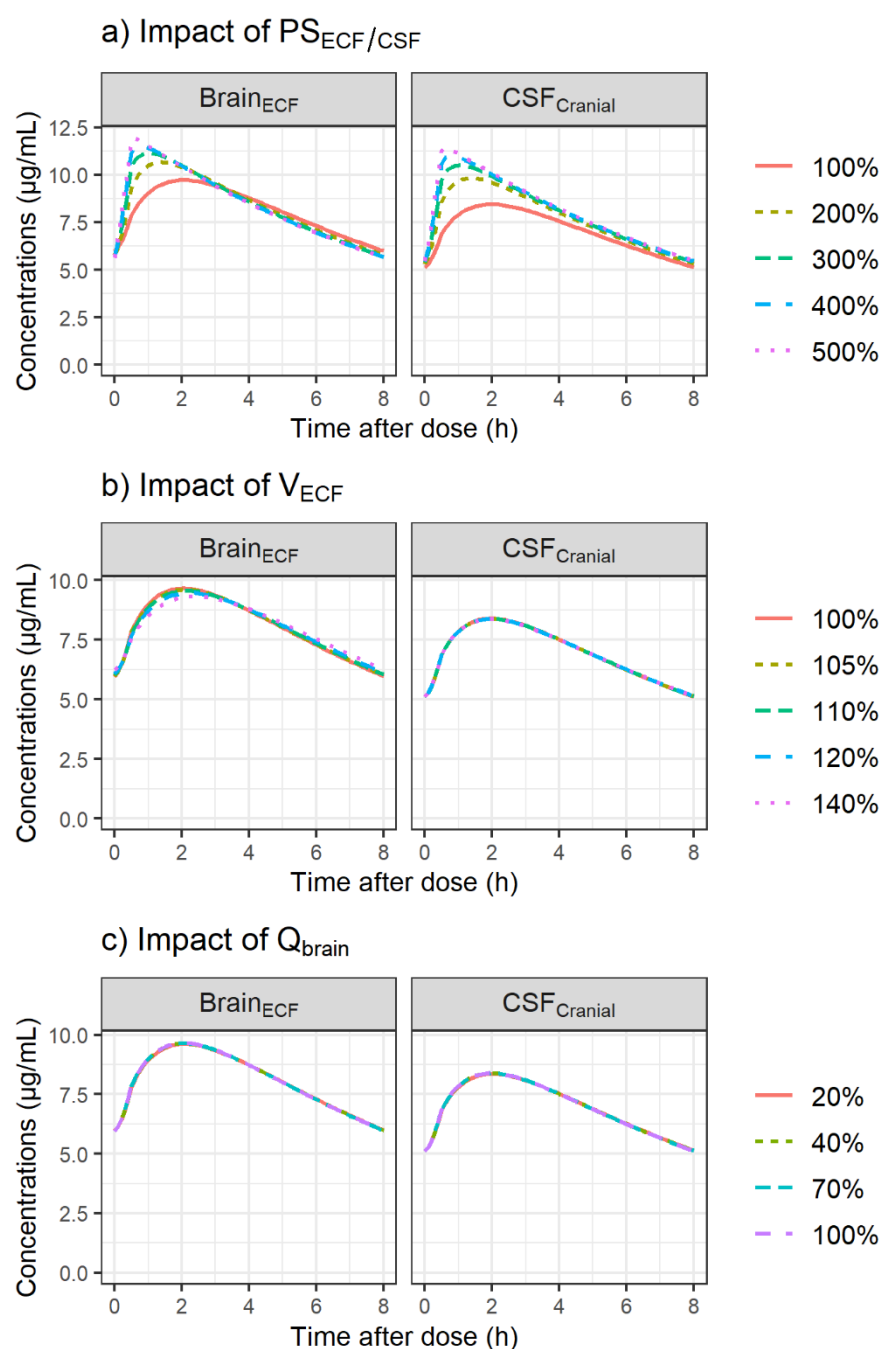 a) Impact of PS_ECF/CSF
Brain_ECF CSF_Cranial
Concentrations (µg/mL)
12.5
10.0
7.5
5.0
2.5
0.0
0 2 4 6 8 0 2 4 6 8
Time after dose (h)
100%
200%
300%
400%
500%
b) Impact of V_ECF
Brain_ECF CSF_Cranial
Concentrations (µg/mL)
10.0
7.5
5.0
2.5
0.0
0 2 4 6 8 0 2 4 6 8
Time after dose (h)
100%
105%
110%
120%
140%
c) Impact of Q_brain
Brain_ECF CSF_Cranial
Concentrations (µg/mL)
10.0
7.5
5.0
2.5
0.0
0 2 4 6 8 0 2 4 6 8
Time after dose (h)
20%
40%
70%
100%